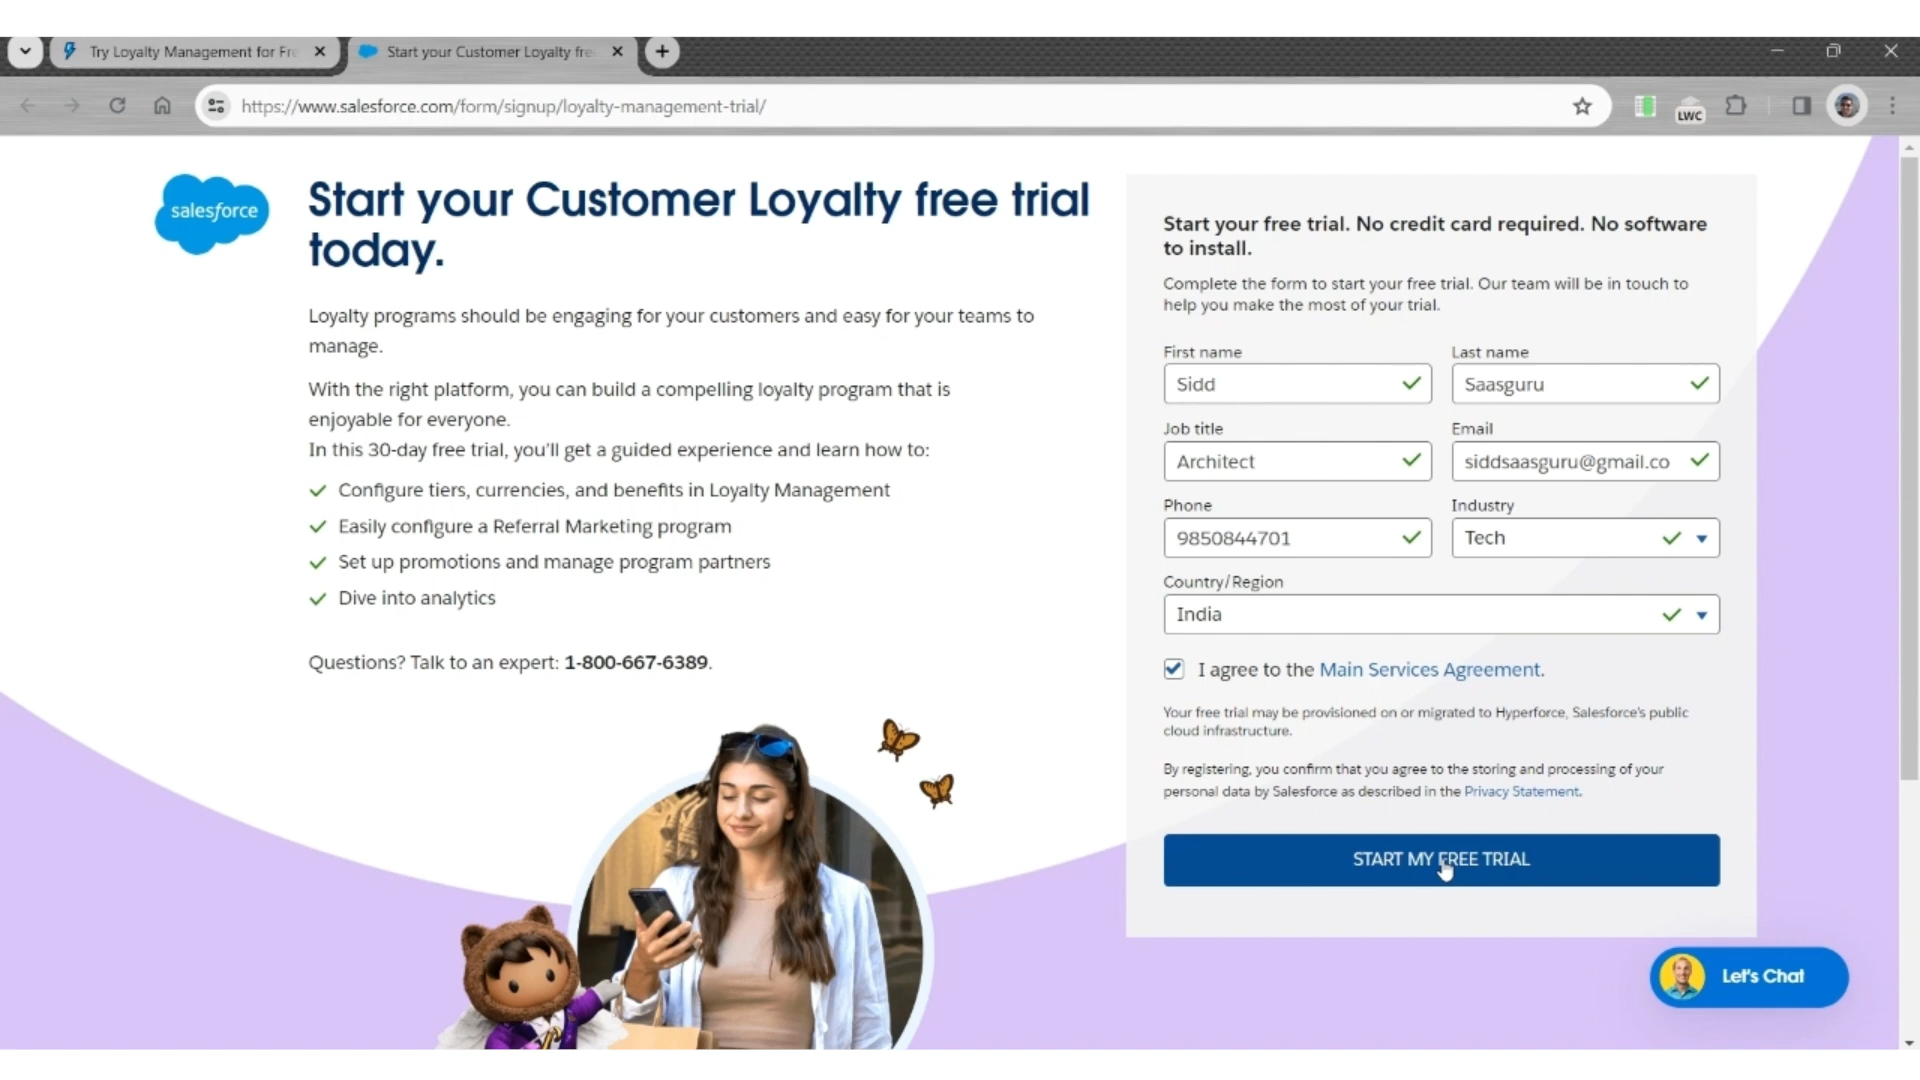 Try Loyalty Management for Fre
Start your Customer Loyalty fre
https://www.salesforce.com/form/signup/loyalty-management-trial/
LWC
salesforce
Start your Customer Loyalty free trial
today.
Loyalty programs should be engaging for your customers and easy for your teams to
manage.
With the right platform, you can build a compelling loyalty program that is
enjoyable for everyone.
In this 30-day free trial, you'll get a guided experience and learn how to:
Configure tiers, currencies, and benefits in Loyalty Management
Easily configure a Referral Marketing program
Set up promotions and manage program partners
Dive into analytics
Questions? Talk to an expert: 1-800-667-6389.
Start your free trial. No credit card required. No software
to install.
Complete the form to start your free trial. Our team will be in touch to
help you make the most of your trial.
First name Last name
Sidd Saasguru
Job title Email
Architect siddsaasguru@gmail.co
Phone Industry
9850844701 Tech
Country/Region
India
I agree to the Main Services Agreement.
Your free trial may be provisioned on or migrated to Hyperforce, Salesforce's public
cloud infrastructure.
By registering, you confirm that you agree to the storing and processing of your
personal data by Salesforce as described in the Privacy Statement.
START MY FREE TRIAL
Let's Chat